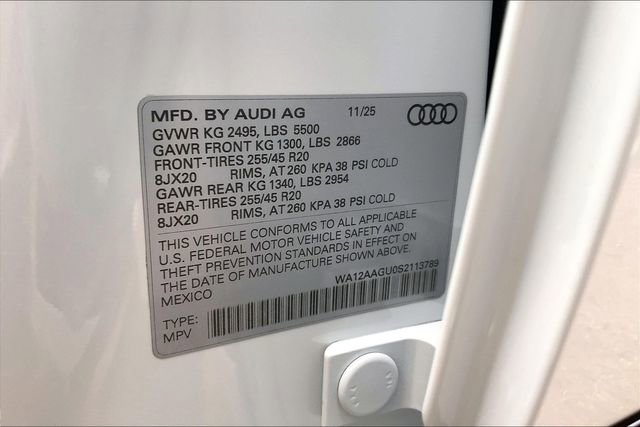 MFD. BY AUDI AG 11/25
GVWR KG 2495, LBS 5500
GAWR FRONT KG 1300, LBS 2866
FRONT-TIRES 255/45 R20
8JX20 RIMS, AT 260 KPA 38 PSI COLD
GAWR REAR KG 1340, LBS 2954
REAR-TIRES 255/45 R20
8JX20 RIMS, AT 260 KPA 38 PSI COLD
THIS VEHICLE CONFORMS TO ALL APPLICABLE
U.S. FEDERAL MOTOR VEHICLE SAFETY AND
THEFT PREVENTION STANDARDS IN EFFECT ON
THE DATE OF MANUFACTURE SHOWN ABOVE.
MEXICO WA12AAGU0S2113789
TYPE:
MPV